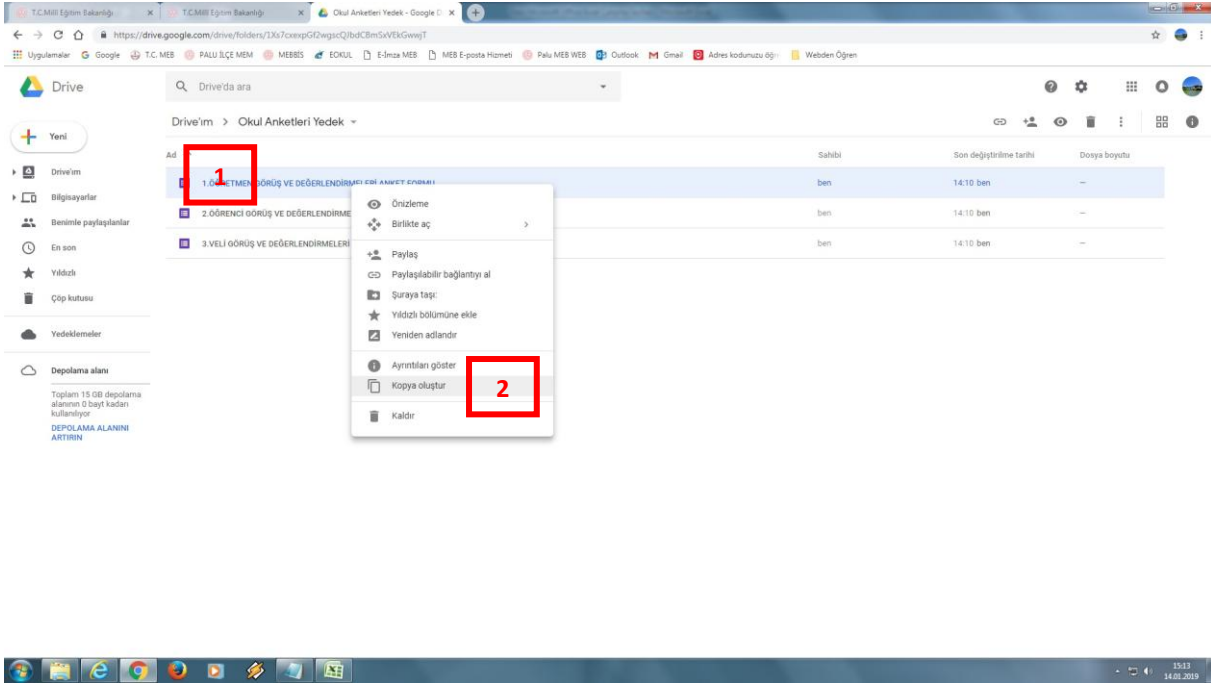 T.C.Millî Eğitim Bakanlığı
T.C.Millî Eğitim Bakanlığı
Okul Anketleri Yedek - Google D
https://drive.google.com/drive/folders/
Uygulamalar Google T.C. MEB PALU İLÇE MEM MEBBİS EOKUL E-İmza MEB MEB E-posta Hizmeti Palu MEB WEB Outlook Gmail Adres kodunuzu öğr Webden Öğren
Drive
Drive'da ara
Drive'ım > Okul Anketleri Yedek
Yeni
Ad Sahibi Son değiştirilme tarihi Dosya boyutu
1
1.ÖĞRETMEN GÖRÜŞ VE DEĞERLENDİRMELERİ ANKET FORMU ben 14:10 ben –
2.ÖĞRENCİ GÖRÜŞ VE DEĞERLENDİRME ben 14:10 ben –
3.VELİ GÖRÜŞ VE DEĞERLENDİRMELERİ ben 14:10 ben –
Drive'ım
Bilgisayarlar
Benimle paylaşılanlar
En son
Yıldızlı
Çöp kutusu
Yedeklemeler
Depolama alanı
Toplam 15 GB depolama
alanının 0 bayt kadarı
kullanılıyor
DEPOLAMA ALANINI
ARTIRIN
Önizleme
Birlikte aç
Paylaş
Paylaşılabilir bağlantıyı al
Şuraya taşı:
Yıldızlı bölümüne ekle
Yeniden adlandır
Ayrıntıları göster
Kopya oluştur
2
Kaldır
15:13
14.01.2019